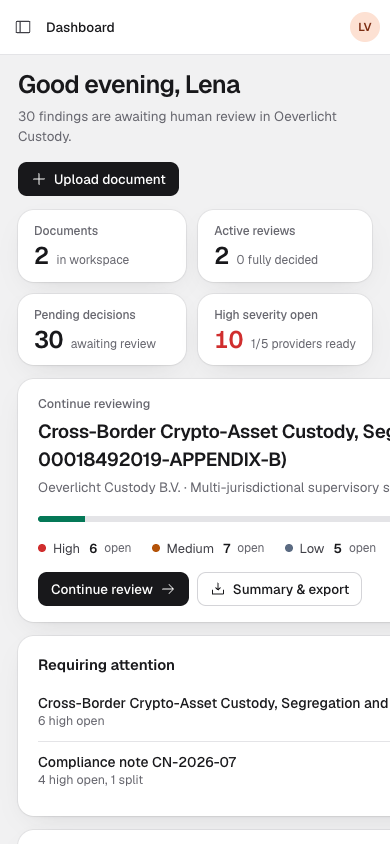 Dashboard
LV
Good evening, Lena
30 findings are awaiting human review in Oeverlicht
Custody.
Upload document
Documents
2 in workspace
Active reviews
2 0 fully decided
Pending decisions
30 awaiting review
High severity open
10 1/5 providers ready
Continue reviewing
Cross-Border Crypto-Asset Custody, Seg
00018492019-APPENDIX-B)
Oeverlicht Custody B.V. · Multi-jurisdictional supervisory s
High 6 open Medium 7 open Low 5 open
Continue review
Summary & export
Requiring attention
Cross-Border Crypto-Asset Custody, Segregation and
6 high open
Compliance note CN-2026-07
4 high open, 1 split